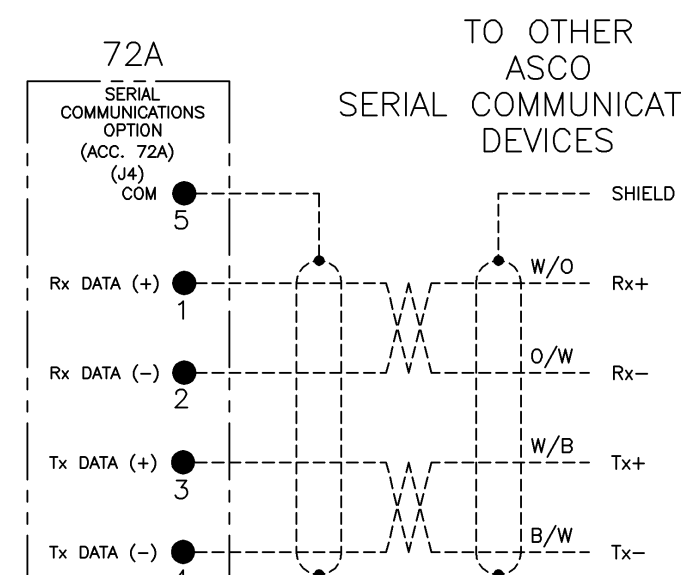 72A
TO OTHER
ASCO
SERIAL COMMUNICAT
DEVICES
SERIAL
COMMUNICATIONS
OPTION
(ACC. 72A)
(J4)
COM
5
SHIELD
W/O
Rx DATA (+)
1
Rx+
O/W
Rx DATA (-)
2
Rx-
W/B
Tx DATA (+)
3
Tx+
B/W
Tx DATA (-)
Tx-